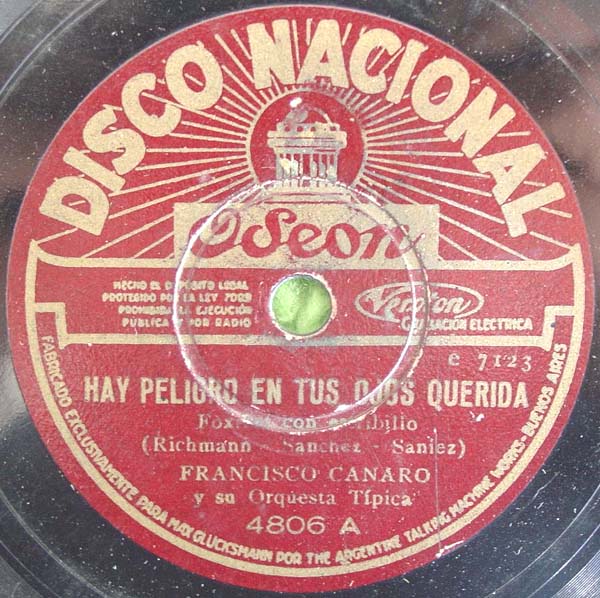 DISCO NACIONAL
Odeon
HECHO EL DEPOSITO LEGAL
PROTEGIDO POR LA LEY 7092
PROHIBIDA LA EJECUCIÓN
PUBLICA Y POR RADIO
Veroton
GRABACIÓN ELECTRICA
e 7123
HAY PELIGRO EN TUS OJOS QUERIDA
Foxtrot con estribillo
(Richmann - Sanchez - Saniez)
FRANCISCO CANARO
y su Orquesta Típica
4806 A
FABRICADO EXCLUSIVAMENTE PARA MAX GLÜCKSMANN POR THE ARGENTINE TALKING MACHINE WORKS-BUENOS AIRES